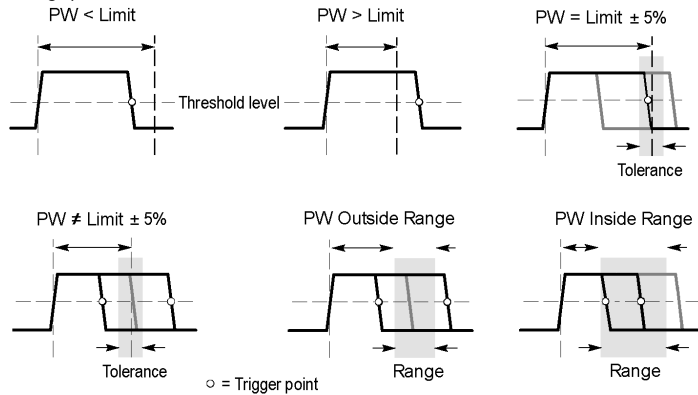 PW < Limit
PW > Limit
PW = Limit ± 5%
Threshold level
Tolerance
PW ≠ Limit ± 5%
PW Outside Range
PW Inside Range
Tolerance
Range
Range
= Trigger point